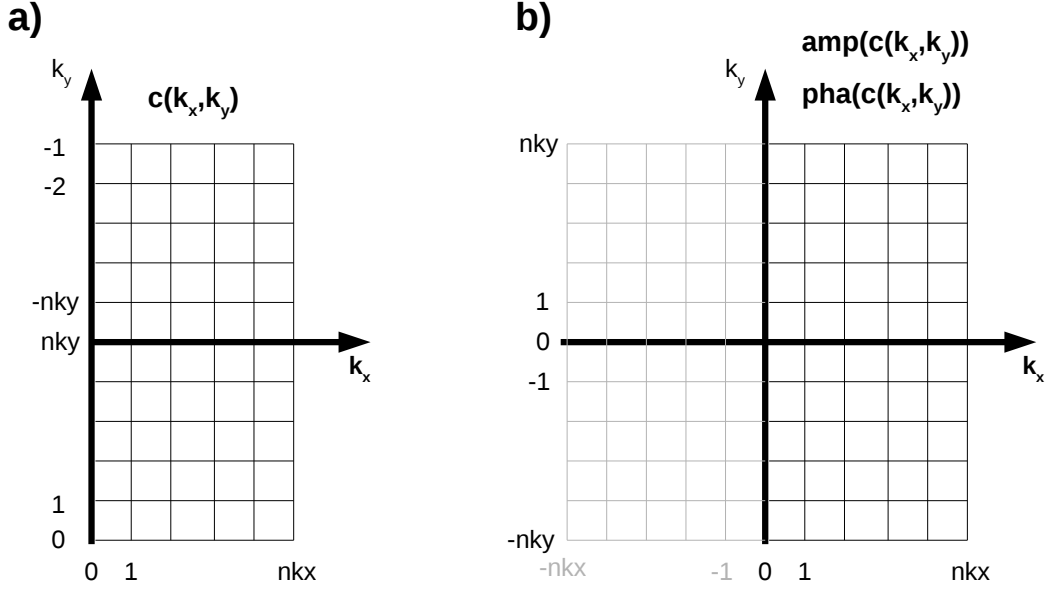 a)
k_y
c(k_x,k_y)
-1
-2
-nky
nky
k_x
1
0
0 1 nkx
b)
amp(c(k_x,k_y))
k_y
pha(c(k_x,k_y))
nky
1
0
-1
k_x
-nky
-nkx -1 0 1 nkx